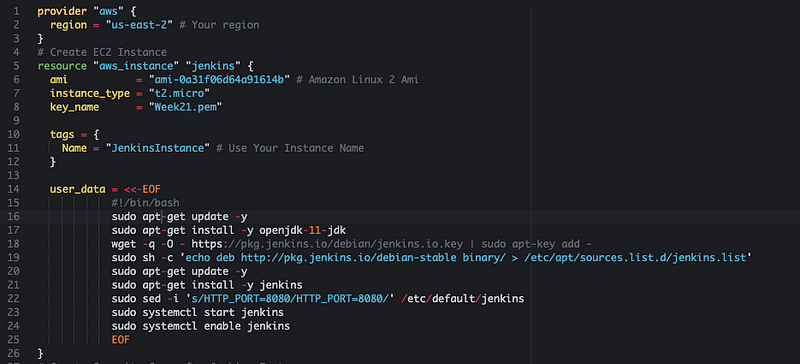 1 provider "aws" {
2 region = "us-east-2" # Your region
3 }
4 # Create EC2 Instance
5 resource "aws_instance" "jenkins" {
6 ami = "ami-0a31f06d64a91614b" # Amazon Linux 2 Ami
7 instance_type = "t2.micro"
8 key_name = "Week21.pem"
9
10 tags = {
11 Name = "JenkinsInstance" # Use Your Instance Name
12 }
13
14 user_data = <<-EOF
15 #!/bin/bash
16 sudo apt-get update -y
17 sudo apt-get install -y openjdk-11-jdk
18 wget -q -O - https://pkg.jenkins.io/debian/jenkins.io.key | sudo apt-key add -
19 sudo sh -c 'echo deb http://pkg.jenkins.io/debian-stable binary/ > /etc/apt/sources.list.d/jenkins.list'
20 sudo apt-get update -y
21 sudo apt-get install -y jenkins
22 sudo sed -i 's/HTTP_PORT=8080/HTTP_PORT=8080/' /etc/default/jenkins
23 sudo systemctl start jenkins
24 sudo systemctl enable jenkins
25 EOF
26 }